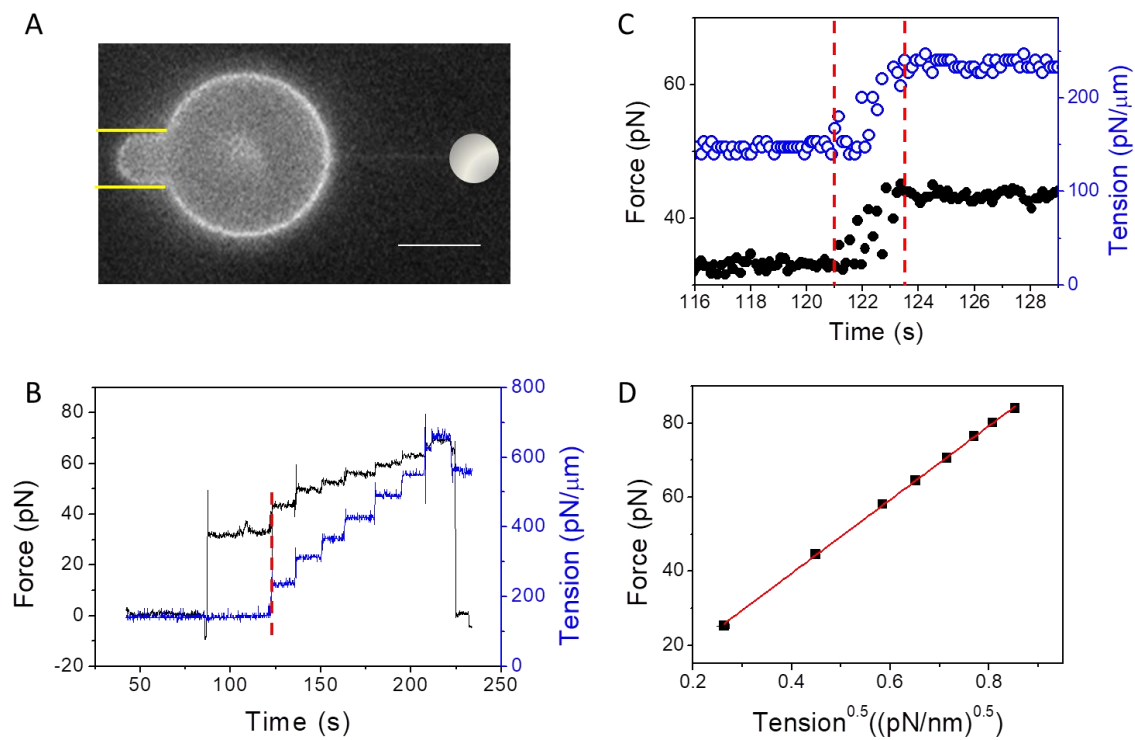 A
C
60
40
Force (pN)
200
100
0
Tension (pN/μm)
116 118 120 122 124 126 128
Time (s)
B
80
60
40
20
0
-20
Force (pN)
800
600
400
200
0
Tension (pN/μm)
50 100 150 200 250
Time (s)
D
80
60
40
20
Force (pN)
0.2 0.4 0.6 0.8
Tension^0.5((pN/nm)^0.5)